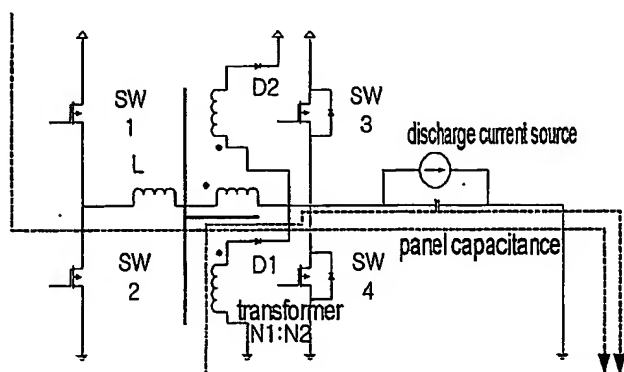 SW
1
D2
SW
3
discharge current source
L
SW
2
D1
SW
4
panel capacitance
transformer
N1:N2